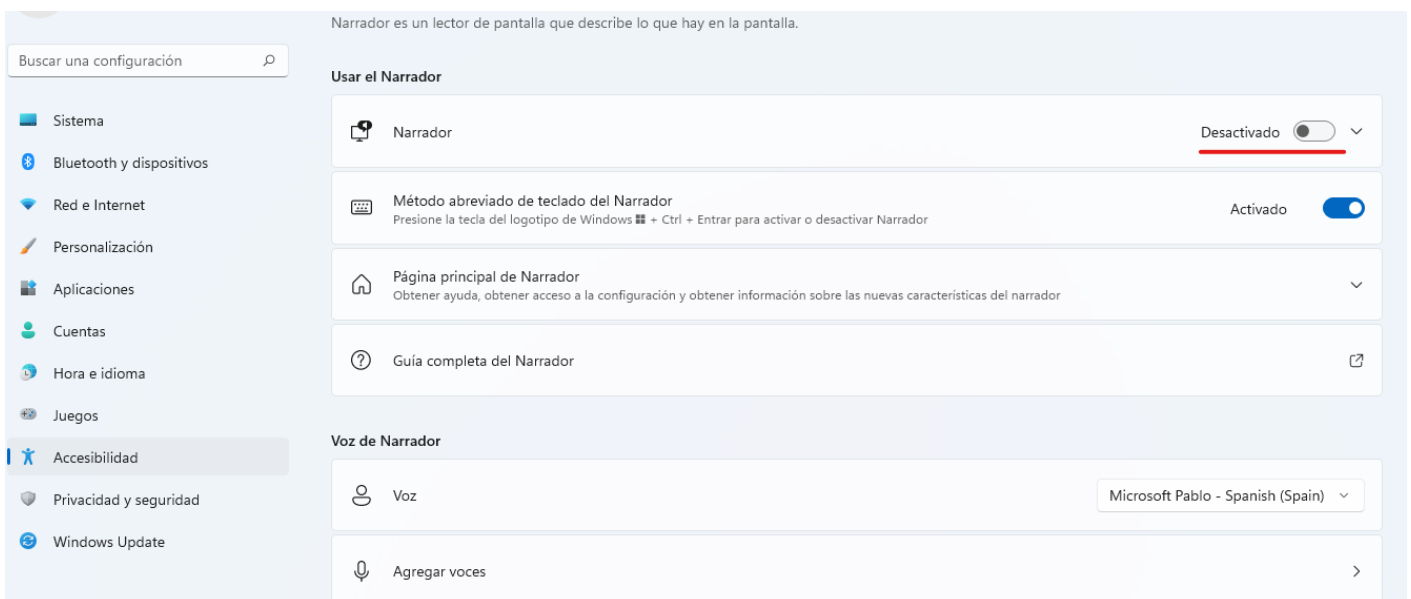 Narrador es un lector de pantalla que describe lo que hay en la pantalla.
Buscar una configuración
Sistema
Bluetooth y dispositivos
Red e Internet
Personalización
Aplicaciones
Cuentas
Hora e idioma
Juegos
Accesibilidad
Privacidad y seguridad
Windows Update
Usar el Narrador
Narrador
Desactivado
Método abreviado de teclado del Narrador
Presione la tecla del logotipo de Windows + Ctrl + Entrar para activar o desactivar Narrador
Activado
Página principal de Narrador
Obtener ayuda, obtener acceso a la configuración y obtener información sobre las nuevas características del narrador
Guía completa del Narrador
Voz de Narrador
Voz
Microsoft Pablo - Spanish (Spain)
Agregar voces